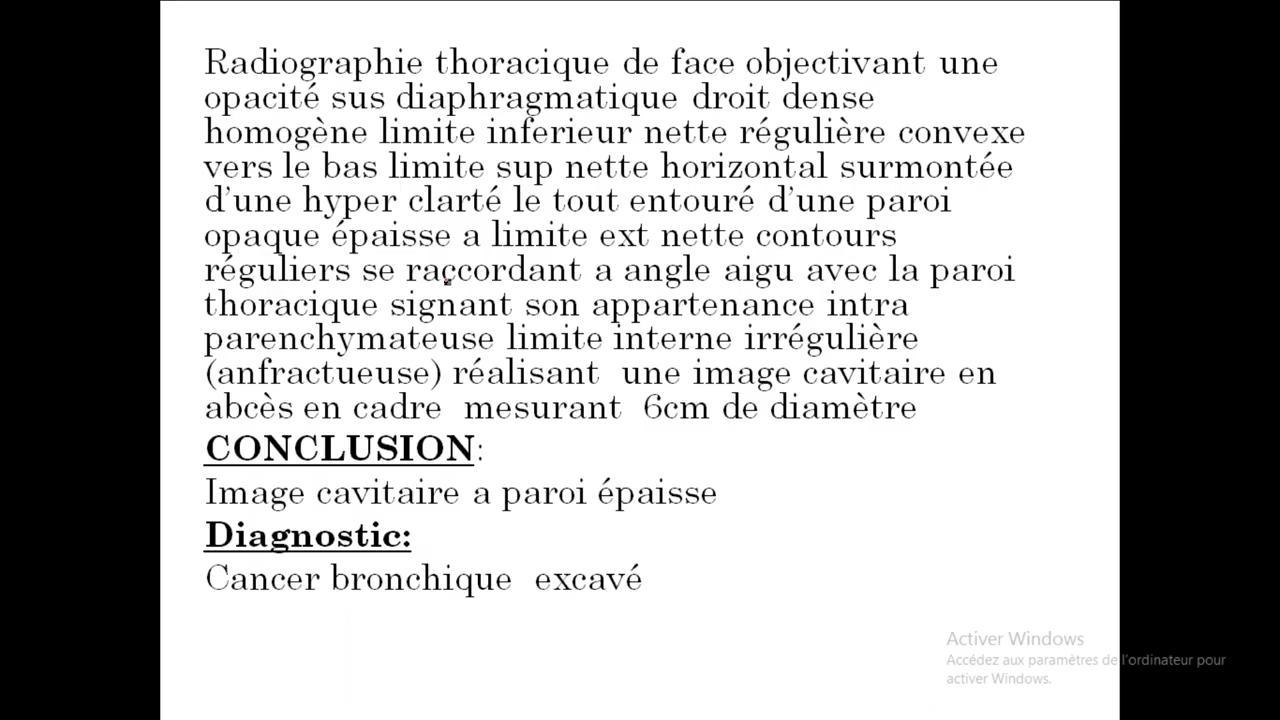 Radiographie thoracique de face objectivant une
opacité sus diaphragmatique droit dense
homogène limite inferieur nette régulière convexe
vers le bas limite sup nette horizontal surmontée
d'une hyper clarté le tout entouré d'une paroi
opaque épaisse a limite ext nette contours
réguliers se raccordant a angle aigu avec la paroi
thoracique signant son appartenance intra
parenchymateuse limite interne irrégulière
(anfractueuse) réalisant une image cavitaire en
abcès en cadre mesurant 6cm de diamètre
CONCLUSION:
Image cavitaire a paroi épaisse
Diagnostic:
Cancer bronchique excavé
Activer Windows
Accédez aux paramètres de l'ordinateur pour
activer Windows.